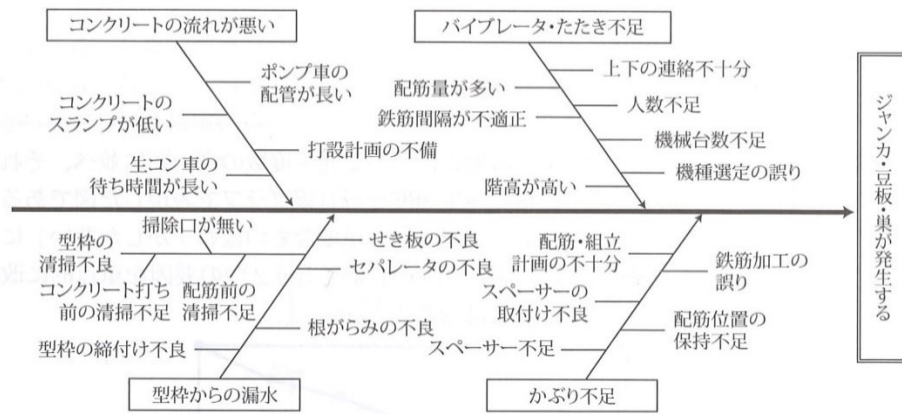 コンクリートの流れが悪い
ポンプ車の
配管が長い
コンクリートの
スランプが低い
打設計画の不備
生コン車の
待ち時間が長い
バイブレータ・たたき不足
上下の連絡不十分
配筋量が多い
人数不足
鉄筋間隔が不適正
機械台数不足
機種選定の誤り
階高が高い
掃除口が無い
型枠の
清掃不良
コンクリート打ち
前の清掃不足
配筋前の
清掃不足
せき板の不良
セパレータの不良
根がらみの不良
型枠の締付け不良
型枠からの漏水
配筋・組立
計画の不十分
鉄筋加工の
誤り
スペーサーの
取付け不良
配筋位置の
保持不足
スペーサー不足
かぶり不足
ジャンカ・豆板・巣が発生する